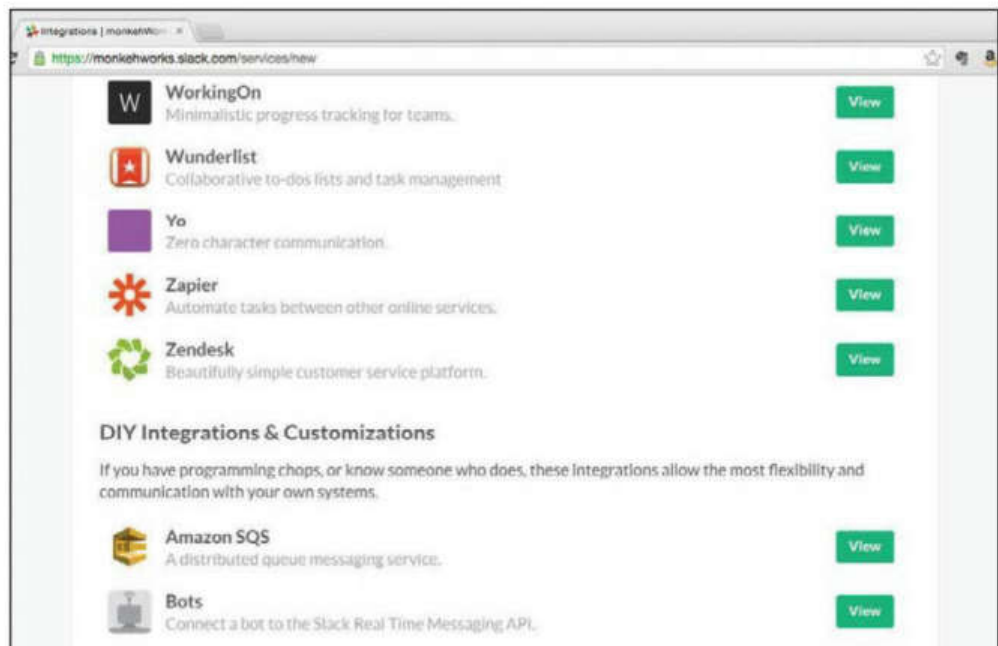 Integrations | monkehWor
https://monkehworks.slack.com/services/new
W
WorkingOn
View
Minimalistic progress tracking for teams.
Wunderlist
View
Collaborative to-dos lists and task management
Yo
View
Zero character communication.
Zapier
View
Automate tasks between other online services.
Zendesk
View
Beautifully simple customer service platform.
DIY Integrations & Customizations
If you have programming chops, or know someone who does, these integrations allow the most flexibility and
communication with your own systems.
Amazon SQS
View
A distributed queue messaging service.
Bots
View
Connect a bot to the Slack Real Time Messaging API.